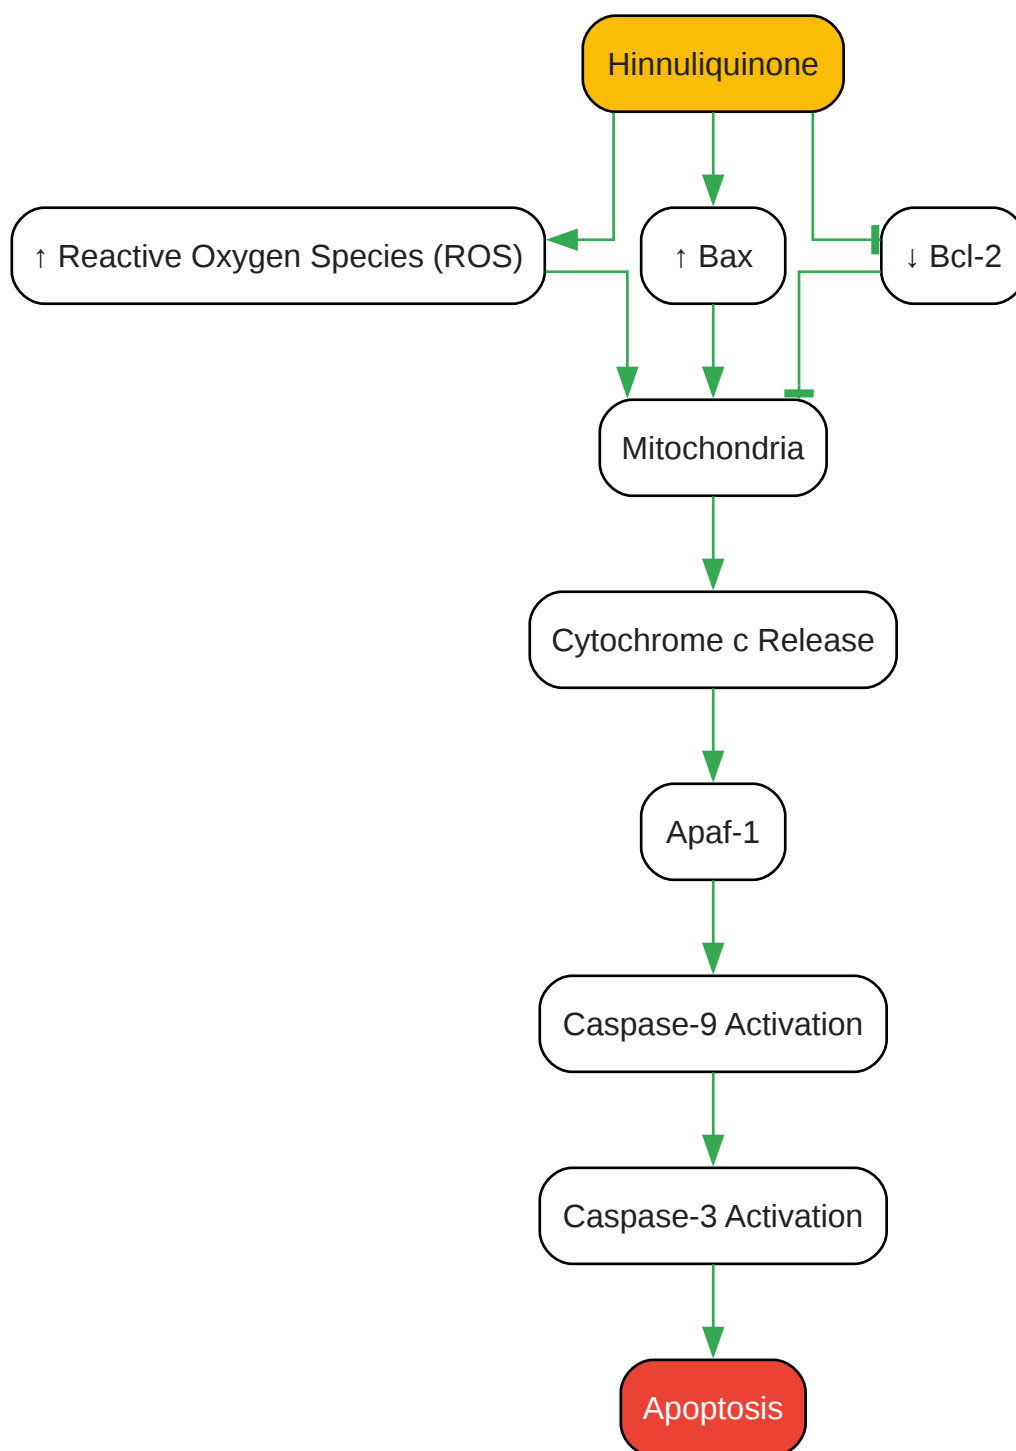 Hinnuliquinone
↑ Reactive Oxygen Species (ROS)
↑ Bax
↓ Bcl-2
Mitochondria
Cytochrome c Release
Apaf-1
Caspase-9 Activation
Caspase-3 Activation
Apoptosis